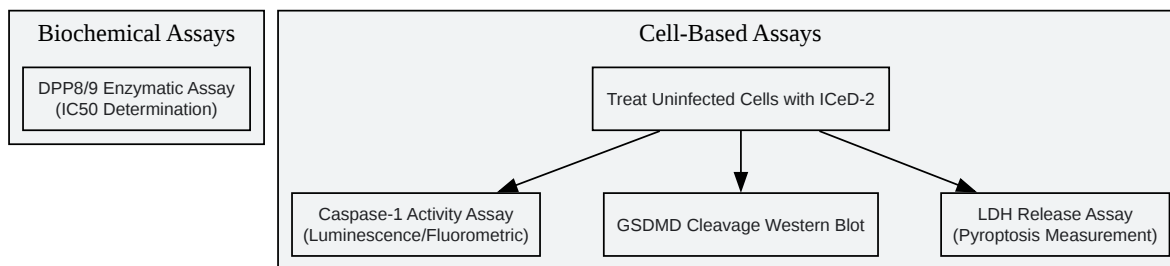 Biochemical Assays
DPP8/9 Enzymatic Assay
(IC50 Determination)
Cell-Based Assays
Treat Uninfected Cells with ICeD-2
Caspase-1 Activity Assay
(Luminescence/Fluorometric)
GSDMD Cleavage Western Blot
LDH Release Assay
(Pyroptosis Measurement)